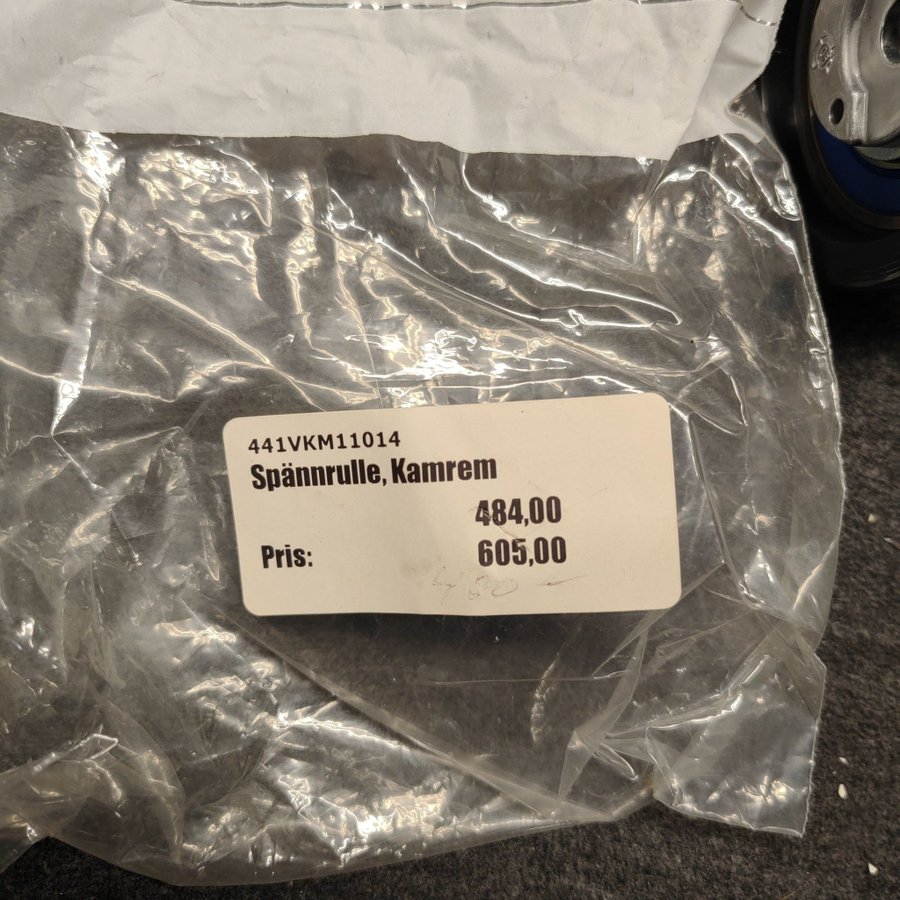 441VKM11014
Spännrulle, Kamrem
484,00
Pris: 605,00